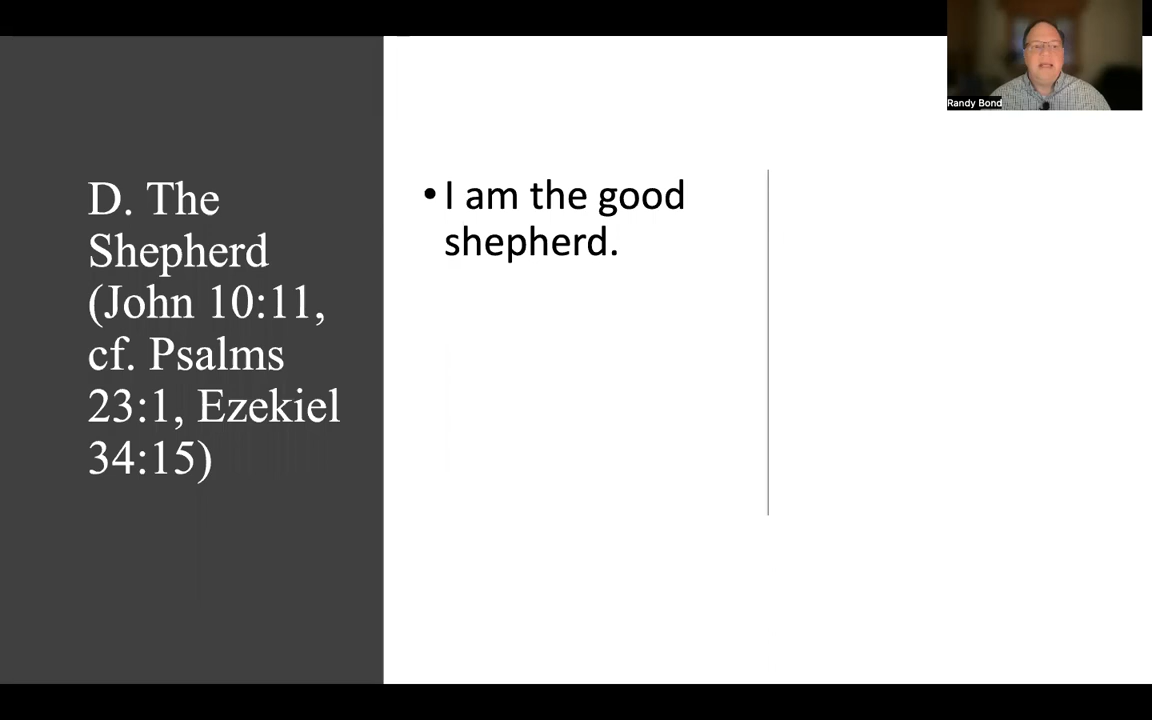 D. The
Shepherd
(John 10:11,
cf. Psalms
23:1, Ezekiel
34:15)
• I am the good
shepherd.
Randy Bond